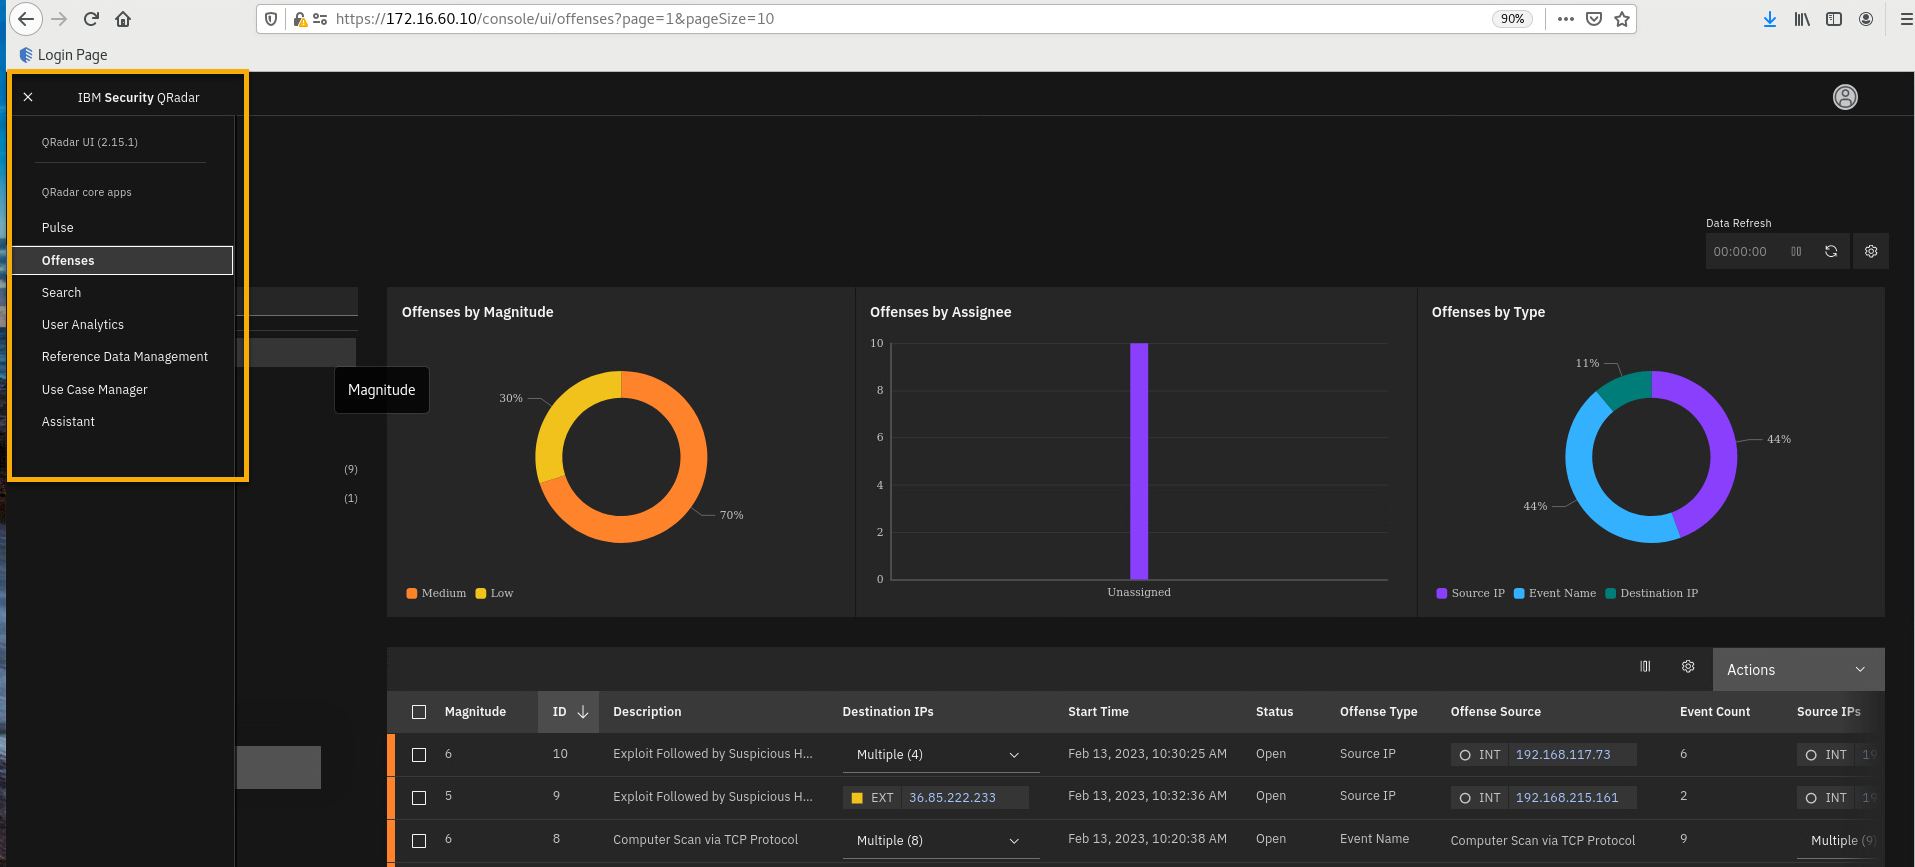 https://172.16.60.10/console/ui/offenses?page=1&pageSize=10
90%
Login Page
IBM Security QRadar
QRadar UI (2.15.1)
QRadar core apps
Pulse
Offenses
Search
User Analytics
Reference Data Management
Use Case Manager
Assistant
(9)
(1)
Magnitude
Data Refresh
00:00:00
Offenses by Magnitude
30%
70%
Medium Low
Offenses by Assignee
10
8
6
4
2
0
Unassigned
Offenses by Type
11%
44%
44%
Source IP Event Name Destination IP
Actions
Magnitude ID Description Destination IPs Start Time Status Offense Type Offense Source Event Count Source IPs
6 10 Exploit Followed by Suspicious H... Multiple (4) Feb 13, 2023, 10:30:25 AM Open Source IP INT 192.168.117.73 6 INT 19
5 9 Exploit Followed by Suspicious H... EXT 36.85.222.233 Feb 13, 2023, 10:32:36 AM Open Source IP INT 192.168.215.161 2 INT 19
6 8 Computer Scan via TCP Protocol Multiple (8) Feb 13, 2023, 10:20:38 AM Open Event Name Computer Scan via TCP Protocol 9 Multiple (9)